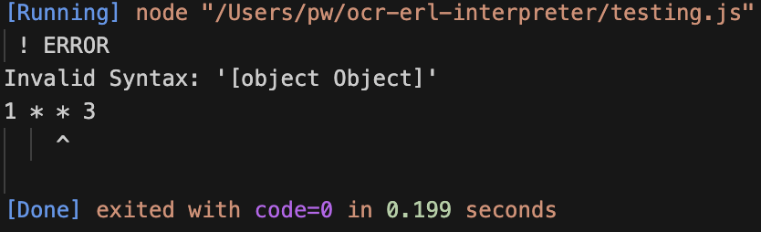 [Running] node "/Users/pw/ocr-erl-interpreter/testing.js"
! ERROR
Invalid Syntax: '[object Object]'
1 * * 3
^
[Done] exited with code=0 in 0.199 seconds